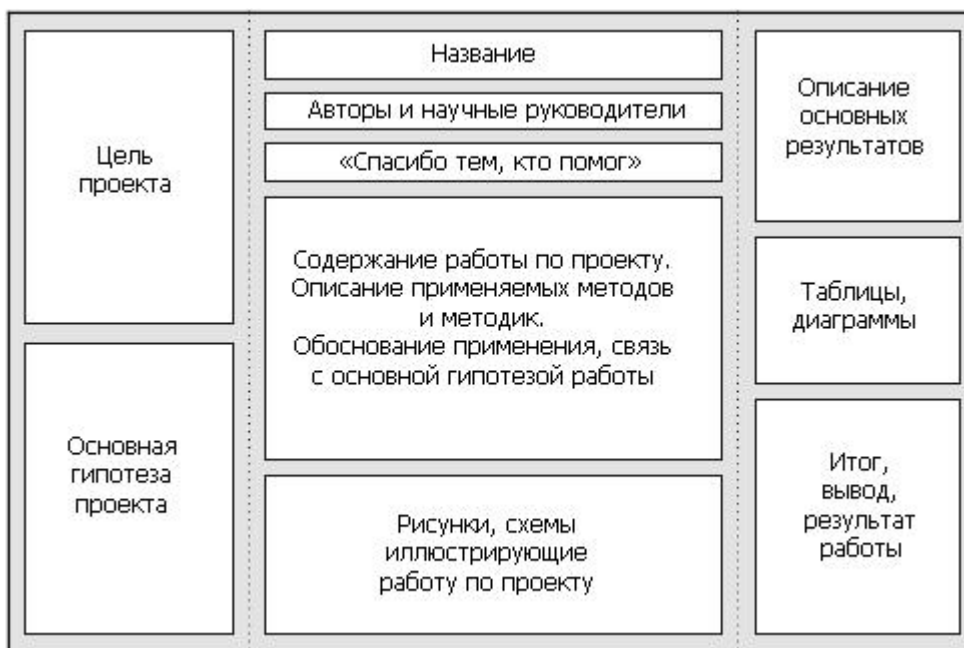 Цель
проекта
Основная
гипотеза
проекта
Название
Авторы и научные руководители
«Спасибо тем, кто помог»
Содержание работы по проекту.
Описание применяемых методов
и методик.
Обоснование применения, связь
с основной гипотезой работы
Рисунки, схемы
иллюстрирующие
работу по проекту
Описание
основных
результатов
Таблицы,
диаграммы
Итог,
вывод,
результат
работы